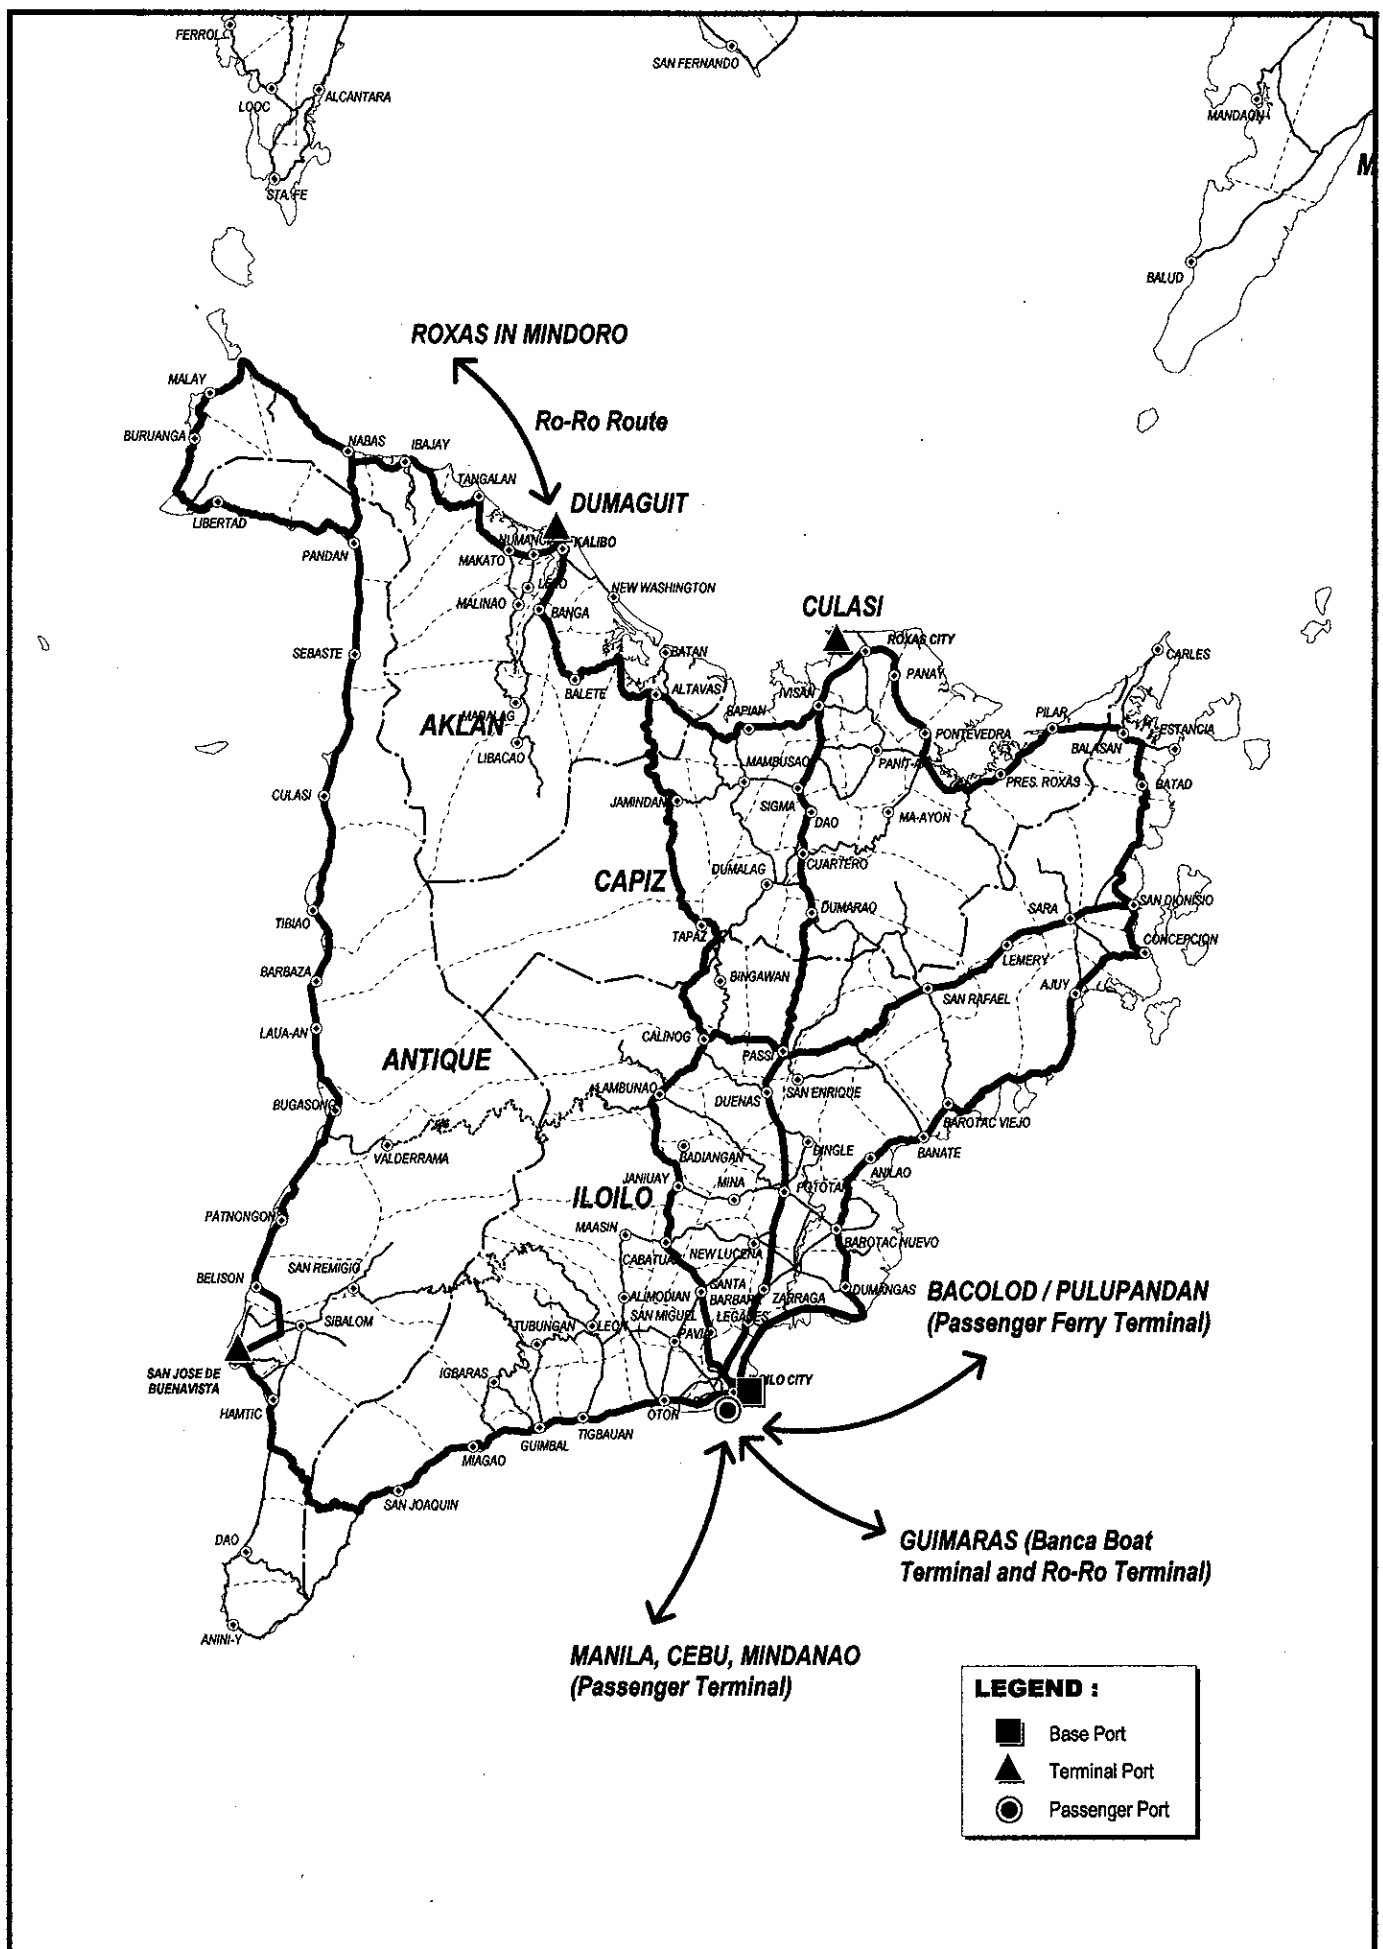 FERROL
SAN FERNANDO
LOOC
ALCANTARA
MANDAON
M
STA.FE
BALUD
ROXAS IN MINDORO
MALAY
Ro-Ro Route
BURUANGA
NABAS
IBAJAY
TANGALAN
DUMAGUIT
LIBERTAD
PANDAN
MAKATO
KALIBO
NEW WASHINGTON
MALINAO
BANGA
CULASI
ROXAS CITY
SEBASTE
BATAN
CARLES
BALETE
ALTAVAS
IVISAN
PANAY
AKLAN
SAPIAN
PILAR
PONTEVEDRA
BALASAN
ESTANCIA
LIBACAO
MAMBUSAO
PRES. ROXAS
BATAD
CULASI
JAMINDAN
SIGMA
DAO
MA-AYON
CUARTERO
DUMALAG
CAPIZ
DUMARAO
SARA
SAN DIONISIO
TIBIAO
TAPAZ
CONCEPCION
LEMERY
BARBAZA
BINGAWAN
SAN RAFAEL
AJUY
LAUA-AN
CALINOG
PASSI
ANTIQUE
LAMBUNAO
DUENAS
SAN ENRIQUE
BUGASONG
BAROTAC VIEJO
VALDERRAMA
BADIANGAN
DINGLE
BANATE
ANILAO
JANIUAY
MINA
POTOTAN
ILOILO
PATNONGON
MAASIN
CABATUAN
NEW LUCENA
BAROTAC NUEVO
BELISON
SAN REMIGIO
SANTA
BARBARA
ZARRAGA
DUMANGAS
ALIMODIAN
BACOLOD / PULUPANDAN
(Passenger Ferry Terminal)
SIBALOM
SAN MIGUEL
LEGANES
TUBUNGAN
LEON
PAVIA
SAN JOSE DE
BUENAVISTA
IGBARAS
ILOILO CITY
HAMTIC
OTON
TIGBAUAN
GUIMBAL
MIAGAO
SAN JOAQUIN
DAO
GUIMARAS (Banca Boat
Terminal and Ro-Ro Terminal)
ANINI-Y
MANILA, CEBU, MINDANAO
(Passenger Terminal)
LEGEND :
Base Port
Terminal Port
Passenger Port